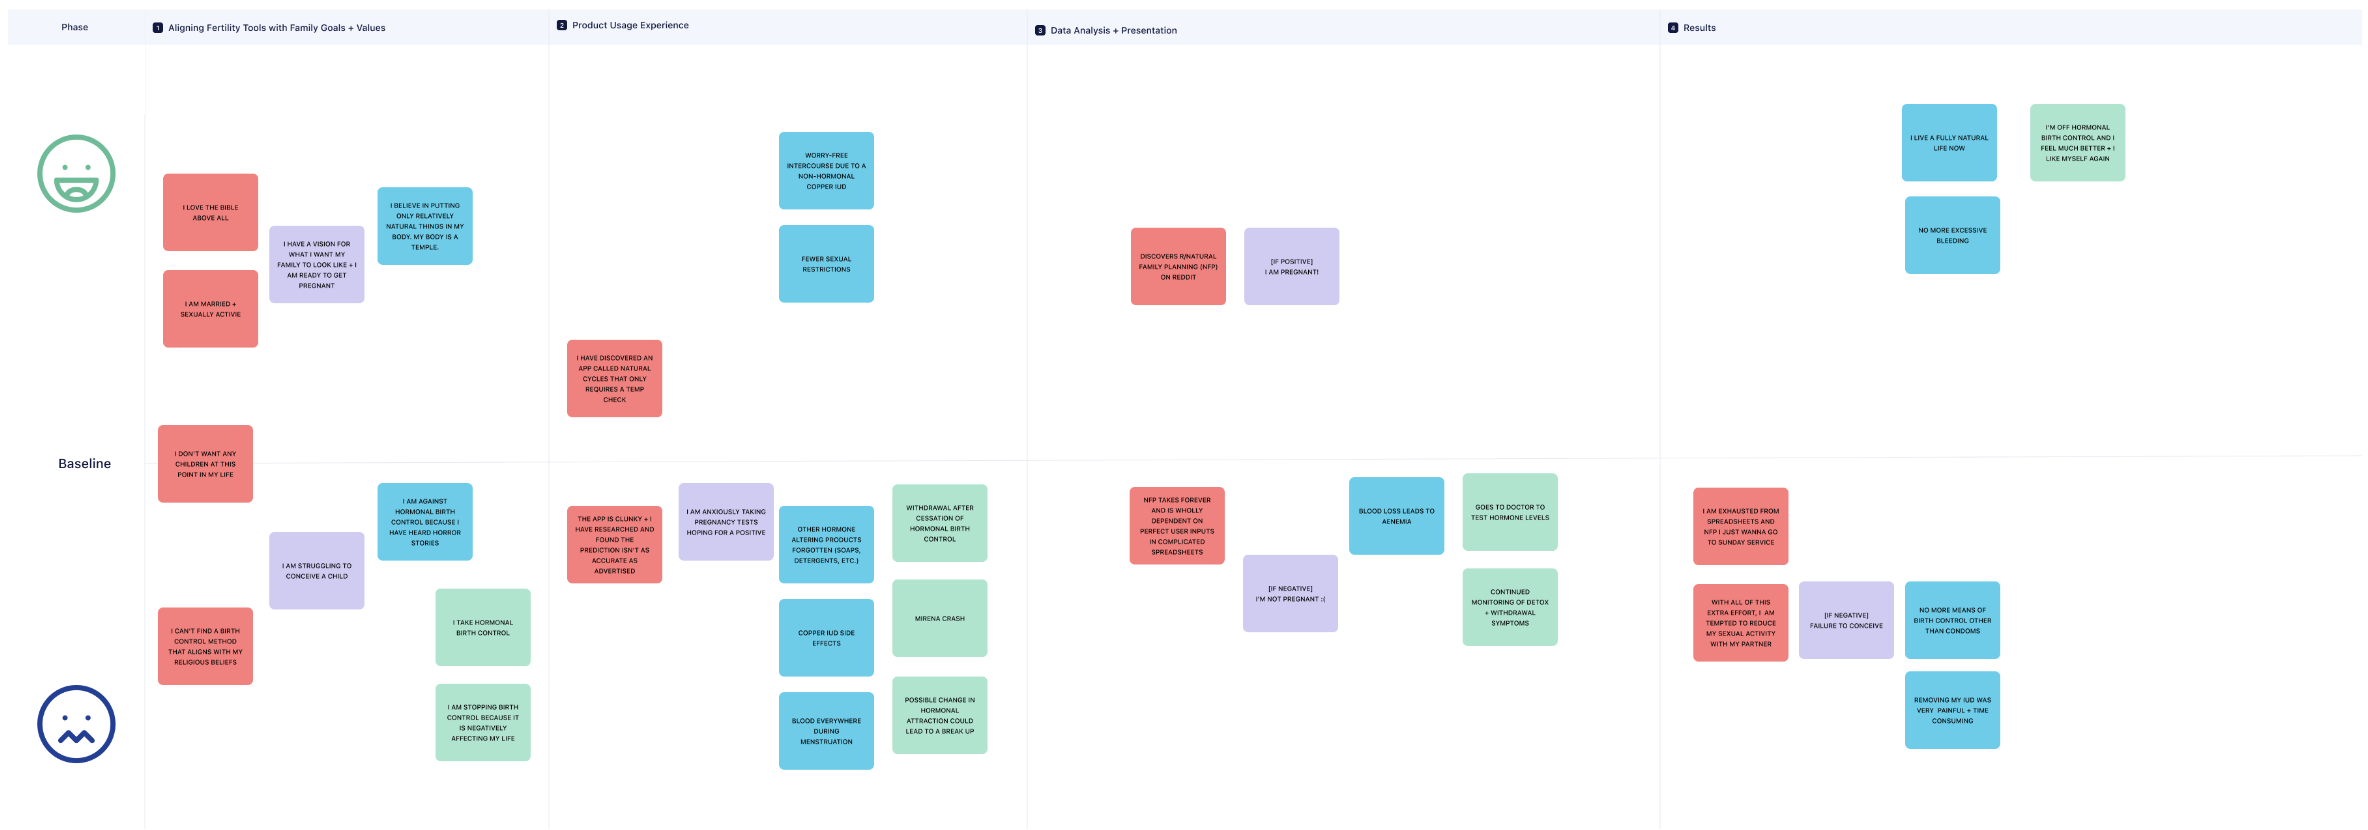 Phase
1 Aligning Fertility Tools with Family Goals + Values
2 Product Usage Experience
3 Data Analysis + Presentation
4 Results
I LOVE THE BIBLE
ABOVE ALL
I AM MARRIED +
SEXUALLY ACTIVIE
I HAVE A VISION FOR
WHAT I WANT MY
FAMILY TO LOOK LIKE + I
AM READY TO GET
PREGNANT
I BELIEVE IN PUTTING
ONLY RELATIVELY
NATURAL THINGS IN MY
BODY. MY BODY IS A
TEMPLE.
WORRY-FREE
INTERCOURSE DUE TO A
NON-HORMONAL
COPPER IUD
FEWER SEXUAL
RESTRICTIONS
I HAVE DISCOVERED AN
APP CALLED NATURAL
CYCLES THAT ONLY
REQUIRES A TEMP
CHECK
DISCOVERS R/NATURAL
FAMILY PLANNING (NFP)
ON REDDIT
[IF POSITIVE]
I AM PREGNANT!
I LIVE A FULLY NATURAL
LIFE NOW
NO MORE EXCESSIVE
BLEEDING
I'M OFF HORMONAL
BIRTH CONTROL AND I
FEEL MUCH BETTER + I
LIKE MYSELF AGAIN
Baseline
I DON'T WANT ANY
CHILDREN AT THIS
POINT IN MY LIFE
I CAN'T FIND A BIRTH
CONTROL METHOD
THAT ALIGNS WITH MY
RELIGIOUS BELIEFS
I AM STRUGGLING TO
CONCEIVE A CHILD
I AM AGAINST
HORMONAL BIRTH
CONTROL BECAUSE I
HAVE HEARD HORROR
STORIES
I TAKE HORMONAL
BIRTH CONTROL
I AM STOPPING BIRTH
CONTROL BECAUSE IT
IS NEGATIVELY
AFFECTING MY LIFE
THE APP IS CLUNKY + I
HAVE RESEARCHED AND
FOUND THE
PREDICTION ISN'T AS
ACCURATE AS
ADVERTISED
I AM ANXIOUSLY TAKING
PREGNANCY TESTS
HOPING FOR A POSITIVE
OTHER HORMONE
ALTERING PRODUCTS
FORGOTTEN (SOAPS,
DETERGENTS, ETC.)
COPPER IUD SIDE
EFFECTS
BLOOD EVERYWHERE
DURING
MENSTRUATION
WITHDRAWAL AFTER
CESSATION OF
HORMONAL BIRTH
CONTROL
MIRENA CRASH
POSSIBLE CHANGE IN
HORMONAL
ATTRACTION COULD
LEAD TO A BREAK UP
NFP TAKES FOREVER
AND IS WHOLLY
DEPENDENT ON
PERFECT USER INPUTS
IN COMPLICATED
SPREADSHEETS
[IF NEGATIVE]
I'M NOT PREGNANT :(
BLOOD LOSS LEADS TO
AENEMIA
GOES TO DOCTOR TO
TEST HORMONE LEVELS
CONTINUED
MONITORING OF DETOX
+ WITHDRAWAL
SYMPTOMS
I AM EXHAUSTED FROM
SPREADSHEETS AND
NFP I JUST WANNA GO
TO SUNDAY SERVICE
WITH ALL OF THIS
EXTRA EFFORT, I AM
TEMPTED TO REDUCE
MY SEXUAL ACTIVITY
WITH MY PARTNER
[IF NEGATIVE]
FAILURE TO CONCEIVE
NO MORE MEANS OF
BIRTH CONTROL OTHER
THAN CONDOMS
REMOVING MY IUD WAS
VERY PAINFUL + TIME
CONSUMING